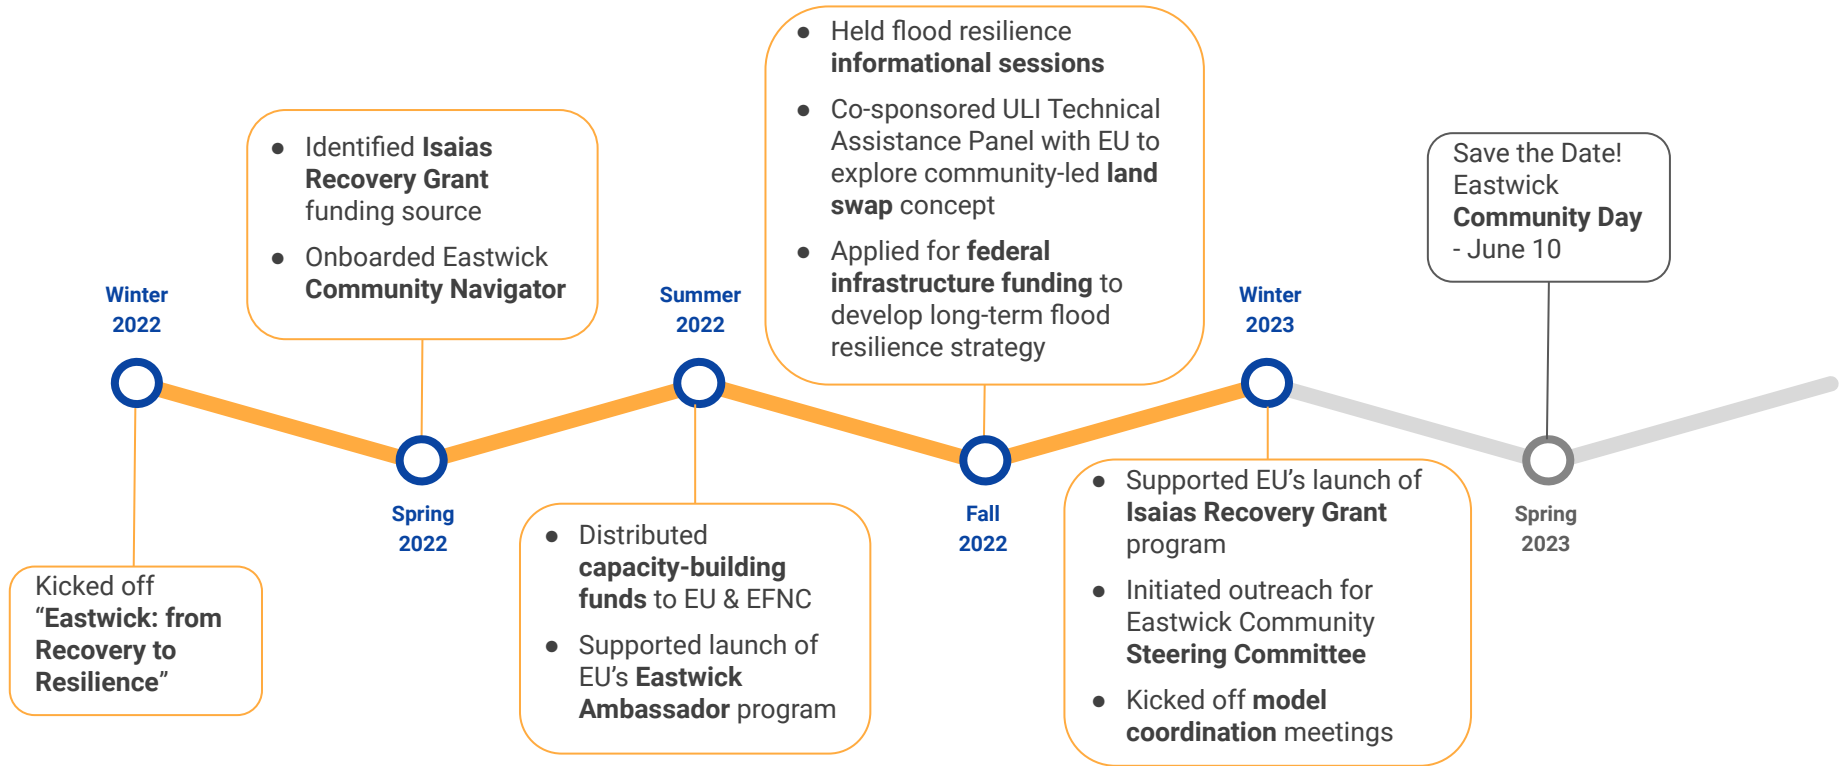 Winter
2022
Kicked off
“Eastwick: from
Recovery to
Resilience”
● Identified Isaias
Recovery Grant
funding source
● Onboarded Eastwick
Community Navigator
Spring
2022
Summer
2022
● Distributed
capacity-building
funds to EU & EFNC
● Supported launch of
EU’s Eastwick
Ambassador program
● Held flood resilience
informational sessions
● Co-sponsored ULI Technical
Assistance Panel with EU to
explore community-led land
swap concept
● Applied for federal
infrastructure funding to
develop long-term flood
resilience strategy
Fall
2022
Winter
2023
● Supported EU’s launch of
Isaias Recovery Grant
program
● Initiated outreach for
Eastwick Community
Steering Committee
● Kicked off model
coordination meetings
Save the Date!
Eastwick
Community Day
- June 10
Spring
2023